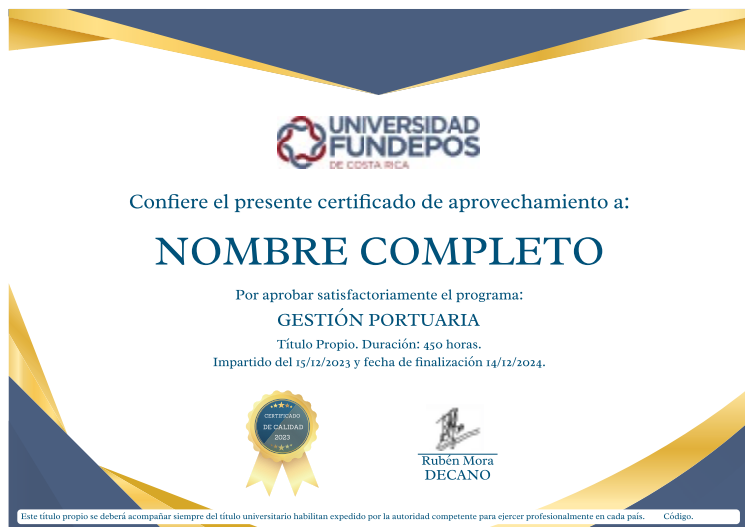 UNIVERSIDAD
FUNDEPOS
DE COSTA RICA
Confiere el presente certificado de aprovechamiento a:
NOMBRE COMPLETO
Por aprobar satisfactoriamente el programa:
GESTIÓN PORTUARIA
Título Propio. Duración: 450 horas.
Impartido del 15/12/2023 y fecha de finalización 14/12/2024.
CERTIFICADO
DE CALIDAD
2023
Rubén Mora
DECANO
Este título propio se deberá acompañar siempre del título universitario habilitan expedido por la autoridad competente para ejercer profesionalmente en cada país. Código.